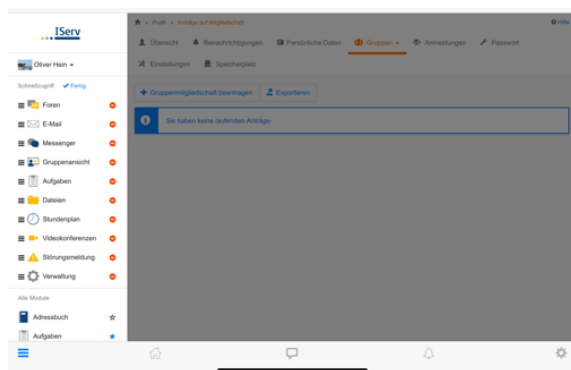 IServ
Oliver Hein
Schnellzugriff Fertig
Foren
E-Mail
Messenger
Gruppenansicht
Aufgaben
Dateien
Stundenplan
Videokonferenzen
Störungsmeldung
Verwaltung
Alle Module
Adressbuch
Aufgaben
Profil » Anträge auf Mitgliedschaft
Hilfe
Übersicht Benachrichtigungen Persönliche Daten Gruppen Anmeldungen Passwort
Einstellungen Speicherplatz
Gruppenmitgliedschaft beantragen Exportieren
Sie haben keine laufenden Anträge.